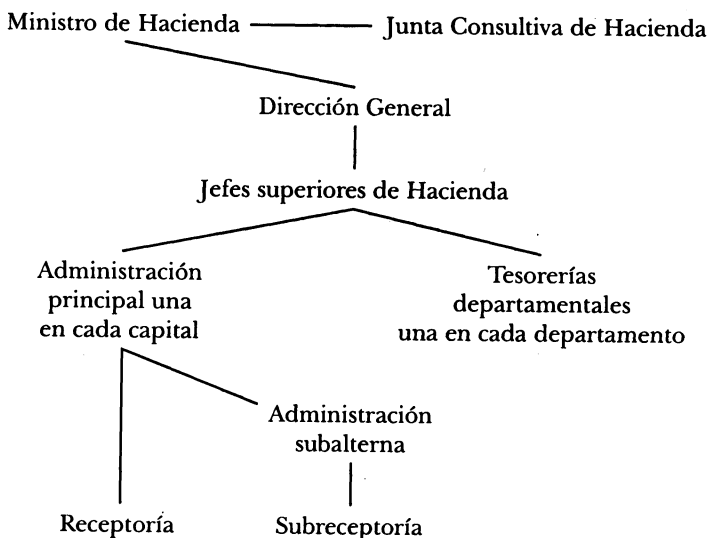 Ministro de Hacienda
Junta Consultiva de Hacienda
Dirección General
Jefes superiores de Hacienda
Administración
principal una
en cada capital
Tesorerías
departamentales
una en cada departamento
Administración
subalterna
Receptoría
Subreceptoría